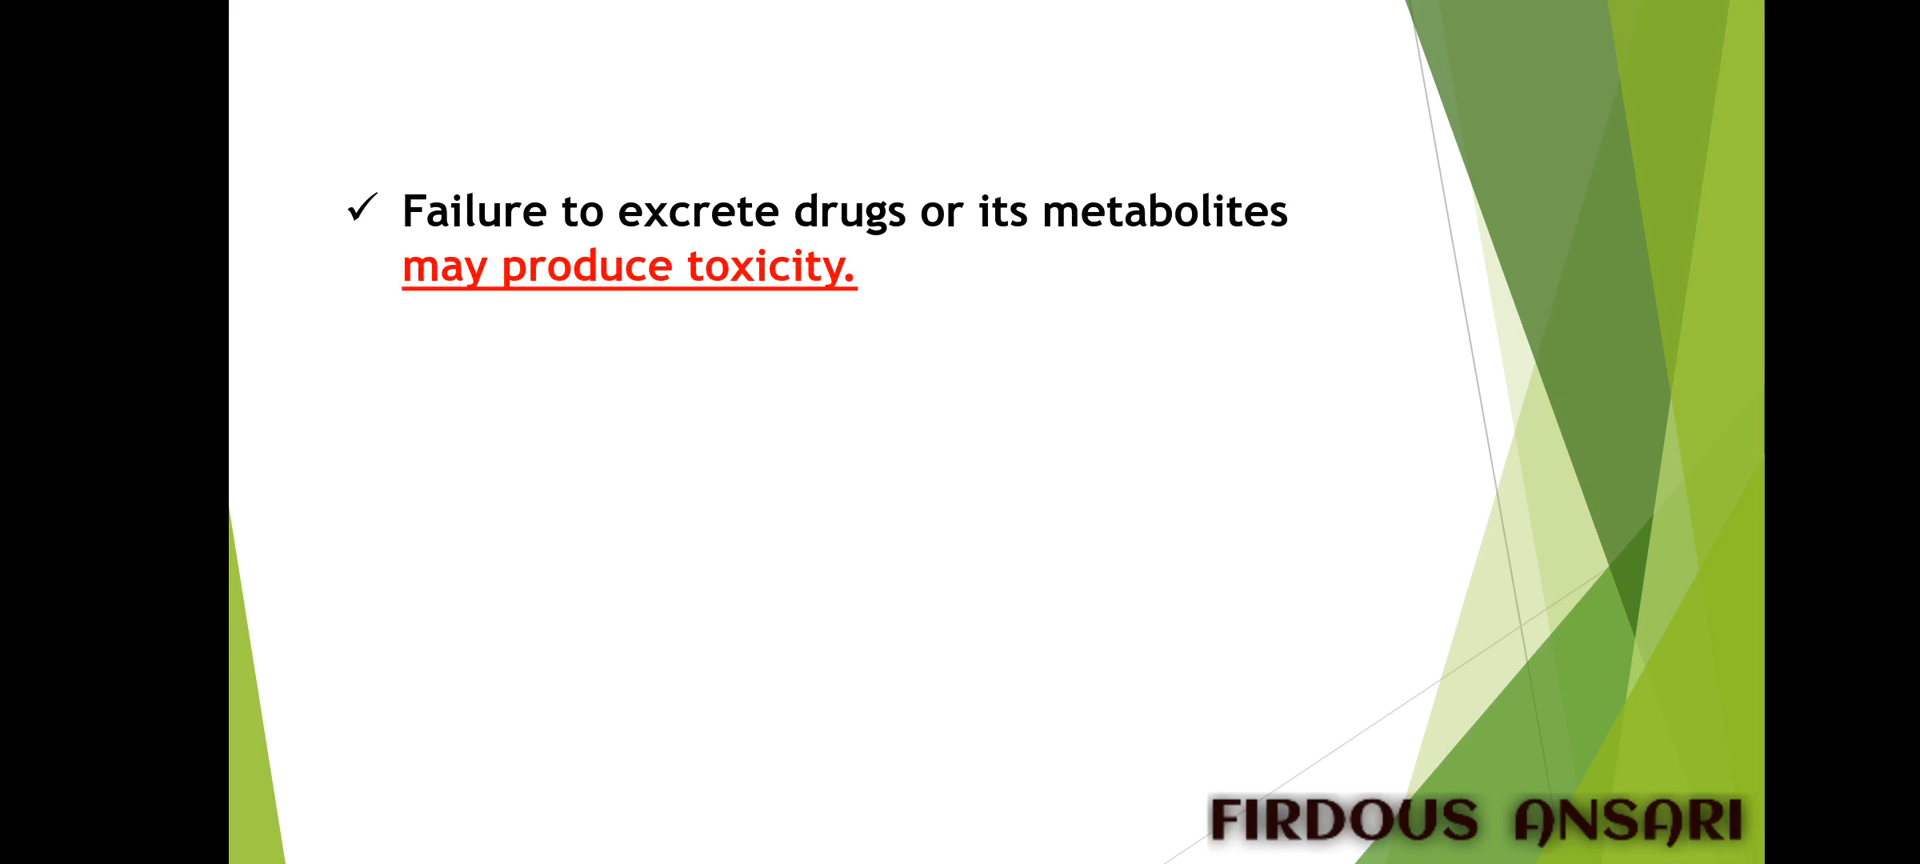 ✓ Failure to excrete drugs or its metabolites
may produce toxicity.
FIRDOUS ANSARI